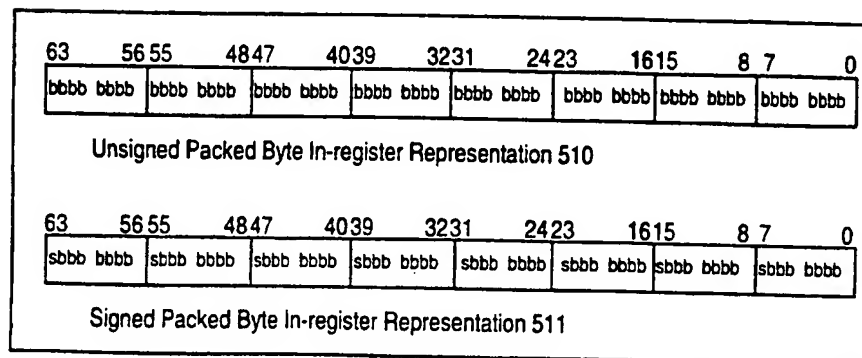 63 56 55 48 47 40 39 32 31 24 23 16 15 8 7 0
bbbb bbbb bbbb bbbb bbbb bbbb bbbb bbbb bbbb bbbb bbbb bbbb bbbb bbbb bbbb bbbb
Unsigned Packed Byte In-register Representation 510
63 56 55 48 47 40 39 32 31 24 23 16 15 8 7 0
sbbb bbbb sbbb bbbb sbbb bbbb sbbb bbbb sbbb bbbb sbbb bbbb sbbb bbbb sbbb bbbb
Signed Packed Byte In-register Representation 511